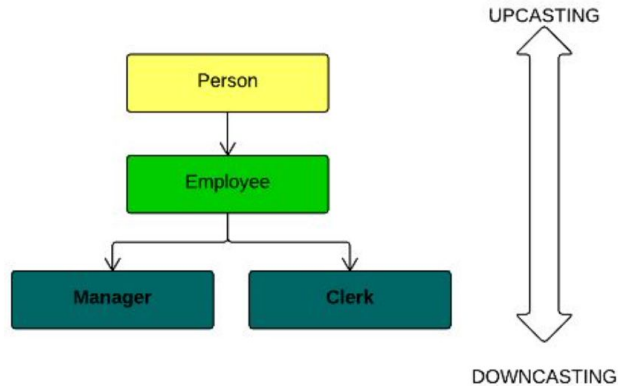 UPCASTING
Person
Employee
Manager
Clerk
DOWNCASTING